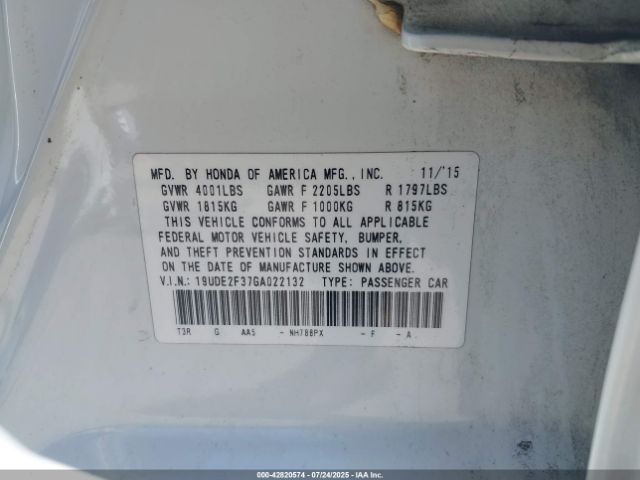 MFD. BY HONDA OF AMERICA MFG., INC. 11/'15
GVWR 4001LBS GAWR F 2205LBS R 1797LBS
GVWR 1815KG GAWR F 1000KG R 815KG
THIS VEHICLE CONFORMS TO ALL APPLICABLE
FEDERAL MOTOR VEHICLE SAFETY, BUMPER,
AND THEFT PREVENTION STANDARDS IN EFFECT
ON THE DATE OF MANUFACTURE SHOWN ABOVE.
V.I.N.: 19UDE2F37GA022132 TYPE: PASSENGER CAR
T3R G AA5 - NH788PX - F - A
000-42820574 07/24/2025 IAAI.COM